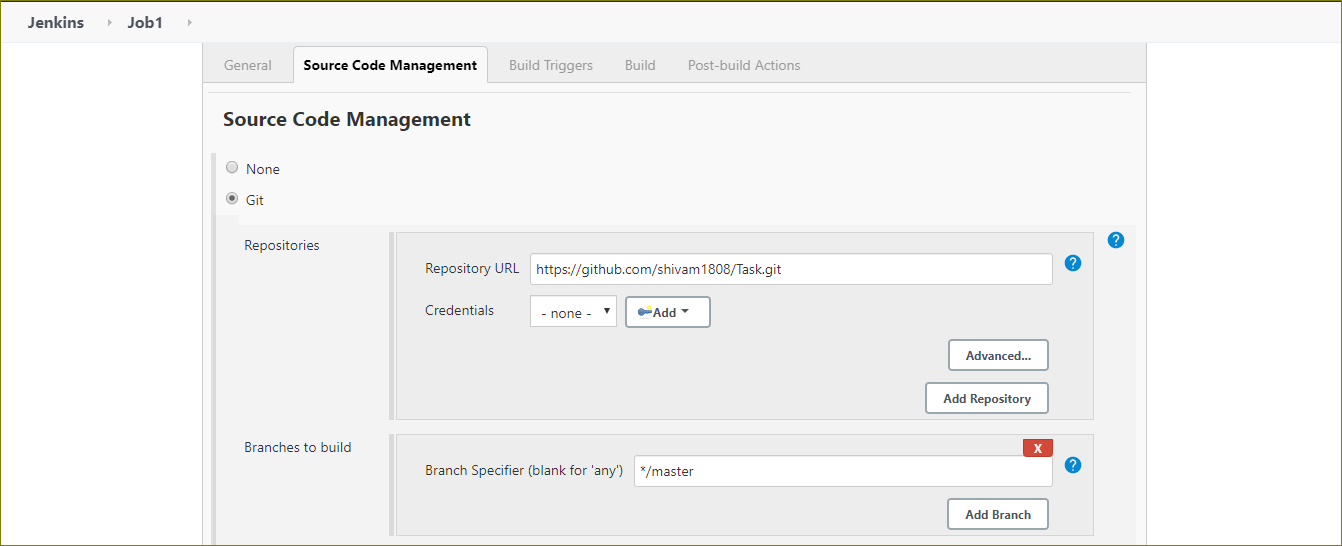 Jenkins Job1
General Source Code Management Build Triggers Build Post-build Actions
Source Code Management
None
Git
Repositories
?
Repository URL https://github.com/shivam1808/Task.git ?
Credentials - none - Add
Advanced...
Add Repository
Branches to build
X
Branch Specifier (blank for 'any') */master ?
Add Branch